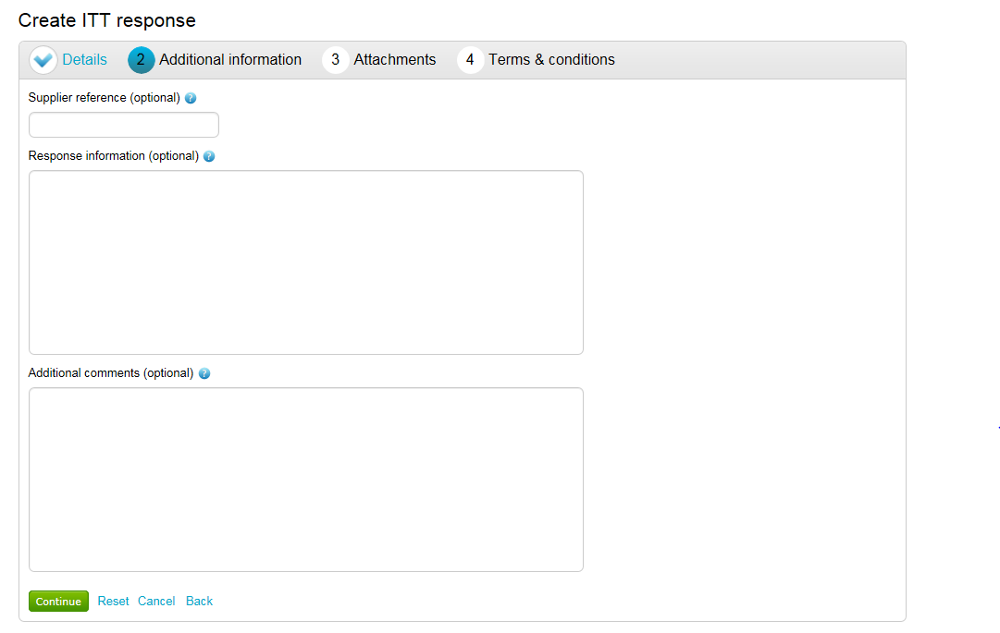 Create ITT response
Details 2 Additional information 3 Attachments 4 Terms & conditions
Supplier reference (optional) ?
Response information (optional) ?
Additional comments (optional) ?
Continue Reset Cancel Back